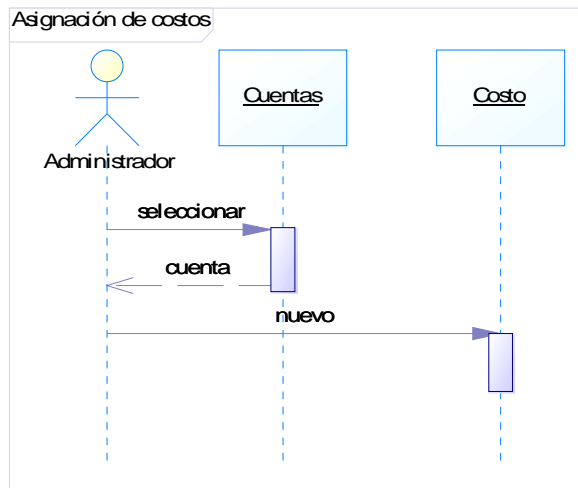 Asignación de costos
Cuentas
Costo
Administrador
seleccionar
cuenta
nuevo